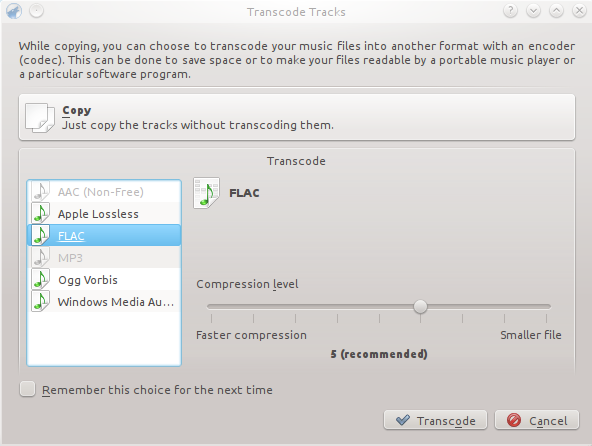 Transcode Tracks
While copying, you can choose to transcode your music files into another format with an encoder
(codec). This can be done to save space or to make your files readable by a portable music player or
a particular software program.
Copy
Just copy the tracks without transcoding them.
Transcode
AAC (Non-Free)
Apple Lossless
FLAC
MP3
Ogg Vorbis
Windows Media Au...
FLAC
Compression level
Faster compression
Smaller file
5 (recommended)
Remember this choice for the next time
Transcode
Cancel